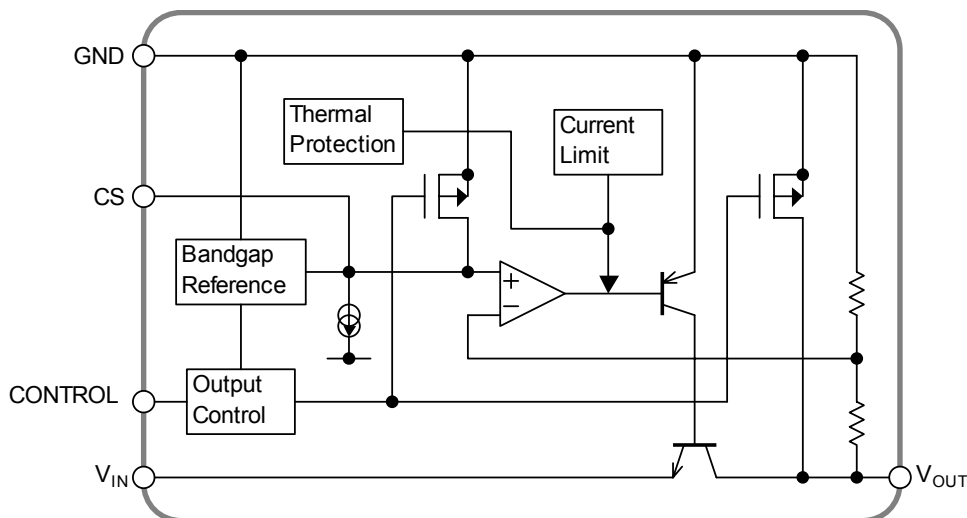 GND
Thermal
Protection
Current
Limit
CS
Bandgap
Reference
+
−
CONTROL
Output
Control
VIN
VOUT